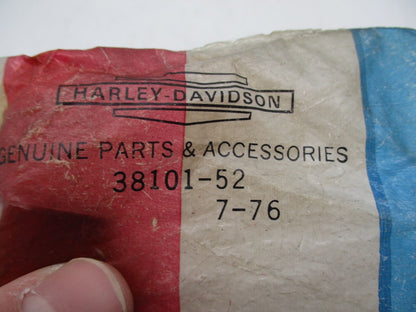 HARLEY-DAVIDSON
GENUINE PARTS & ACCESSORIES
38101-52
7-76